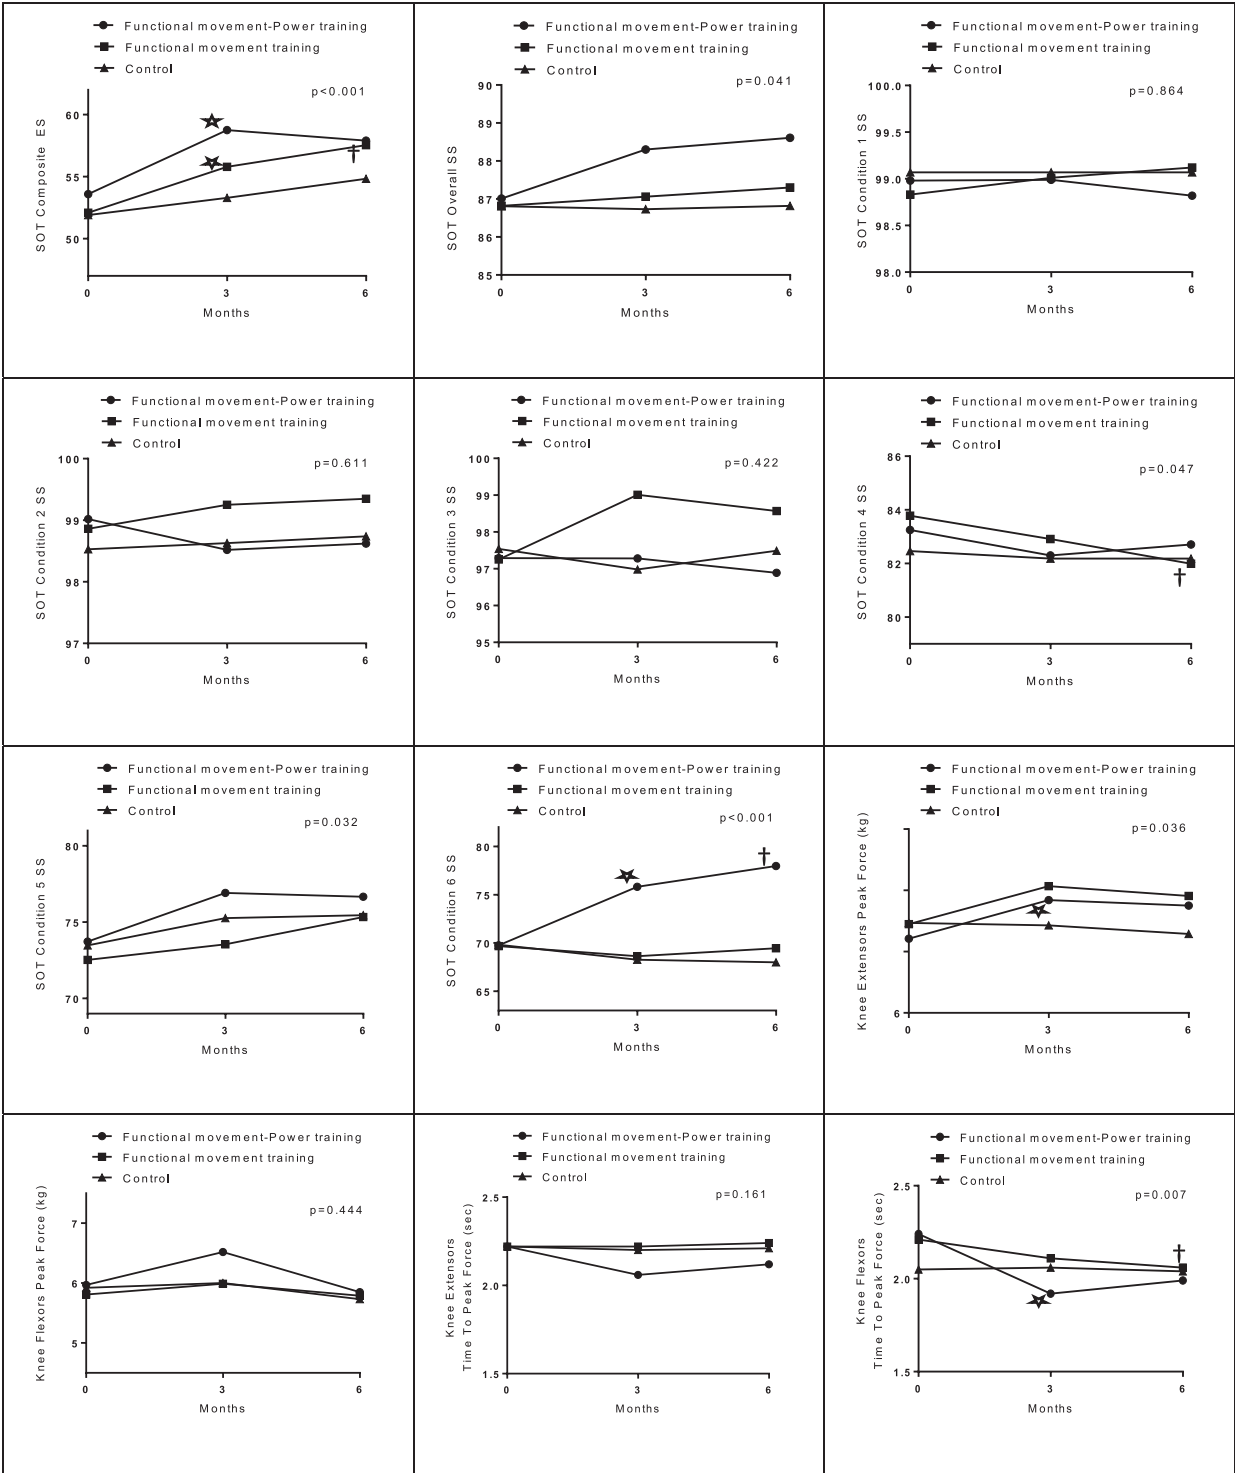 Functional movement-Power training
Functional movement training
Control
p<0.001
SOT Composite ES
60
55
50
0
3
6
Months
Functional movement-Power training
Functional movement training
Control
p=0.041
SOT Overall SS
90
89
88
87
86
85
0
3
6
Months
Functional movement-Power training
Functional movement training
Control
p=0.864
SOT Condition 1 SS
100.0
99.5
99.0
98.5
98.0
0
3
6
Months
Functional movement-Power training
Functional movement training
Control
p=0.611
SOT Condition 2 SS
100
99
98
97
0
3
6
Months
Functional movement-Power training
Functional movement training
Control
p=0.422
SOT Condition 3 SS
100
99
98
97
96
95
0
3
6
Months
Functional movement-Power training
Functional movement training
Control
p=0.047
SOT Condition 4 SS
86
84
82
80
†
0
3
6
Months
Functional movement-Power training
Functional movement training
Control
p=0.032
SOT Condition 5 SS
80
75
70
0
3
6
Months
Functional movement-Power training
Functional movement training
Control
p<0.001
SOT Condition 6 SS
80
75
70
65
†
0
3
6
Months
Functional movement-Power training
Functional movement training
Control
p=0.036
Knee Extensors Peak Force (kg)
6
0
3
6
Months
Functional movement-Power training
Functional movement training
Control
p=0.444
Knee Flexors Peak Force (kg)
7
6
5
0
3
6
Months
Functional movement-Power training
Functional movement training
Control
p=0.161
Knee Extensors
Time To Peak Force (sec)
2.5
2.0
1.5
0
3
6
Months
Functional movement-Power training
Functional movement training
Control
p=0.007
Knee Flexors
Time To Peak Force (sec)
2.5
2.0
1.5
†
0
3
6
Months